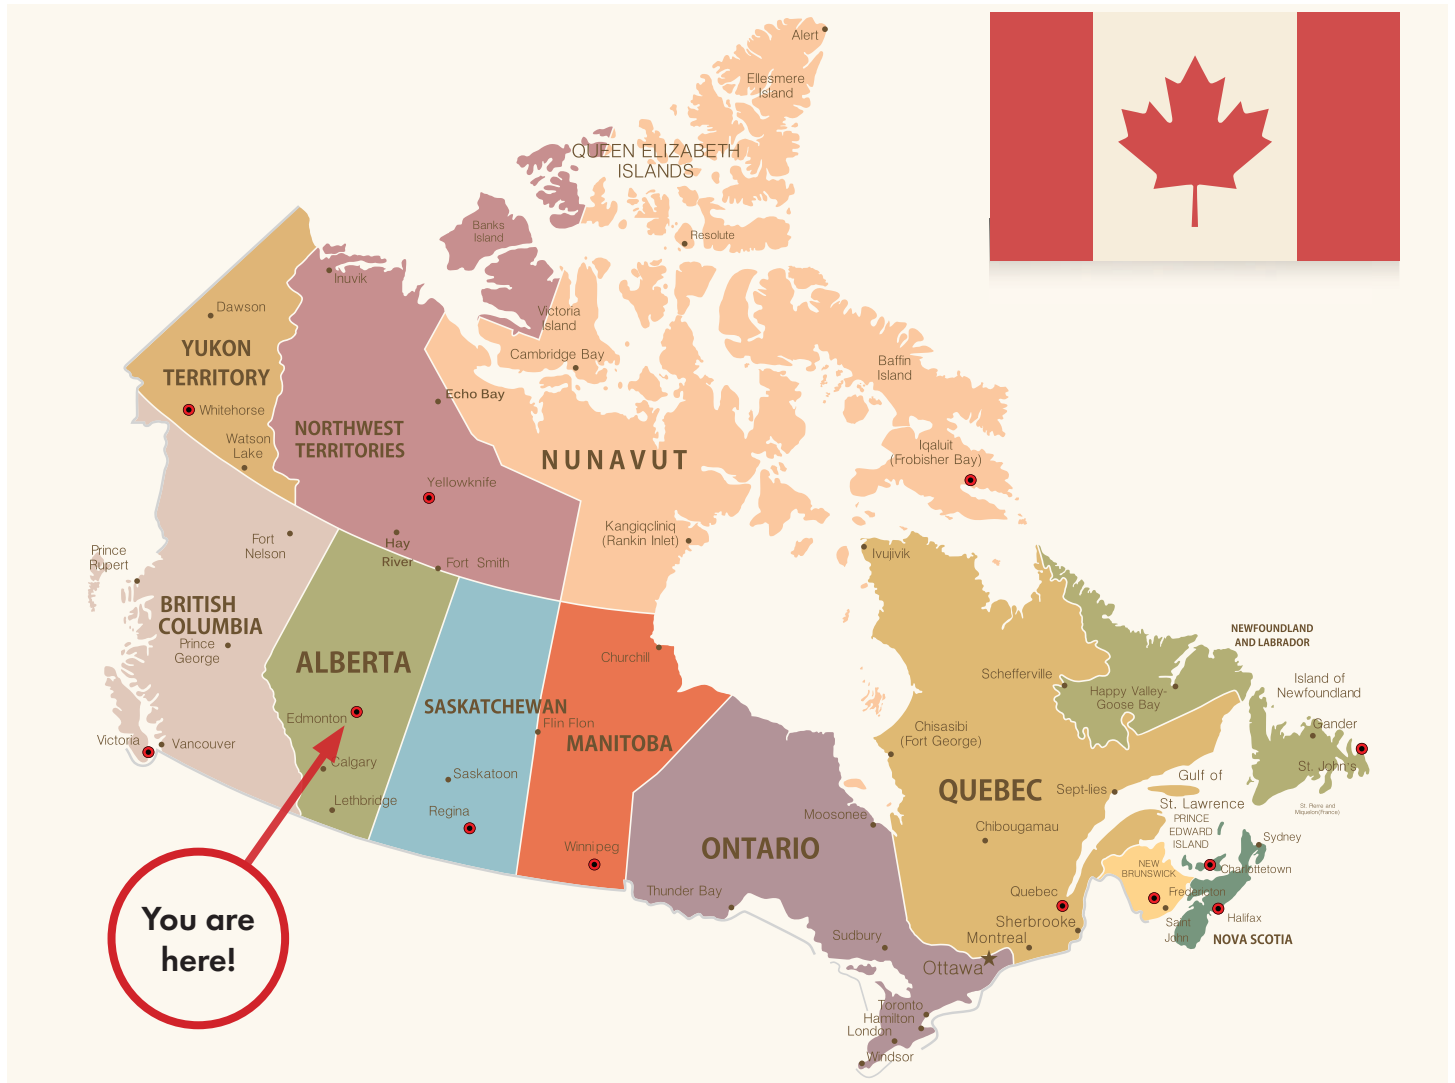 Alert
Ellesmere
Island
QUEEN ELIZABETH
ISLANDS
Banks
Island
Resolute
Inuvik
Dawson
Victoria
Island
YUKON
TERRITORY
Cambridge Bay
Baffin
Island
Echo Bay
Whitehorse
NORTHWEST
TERRITORIES
Watson
Lake
NUNAVUT
Iqaluit
(Frobisher Bay)
Yellowknife
Kangiqcliniq
(Rankin Inlet)
Fort
Nelson
Hay
River
Fort Smith
Ivujivik
Prince
Rupert
BRITISH
COLUMBIA
Prince
George
ALBERTA
Churchill
NEWFOUNDLAND
AND LABRADOR
Schefferville
Happy Valley-
Goose Bay
Island of
Newfoundland
Edmonton
SASKATCHEWAN
Flin Flon
MANITOBA
Chisasibi
(Fort George)
Gander
Victoria
Vancouver
Calgary
Saskatoon
St. John's
Gulf of
St. Lawrence
QUEBEC
Sept-lies
Lethbridge
Regina
Moosonee
St. Pierre and
Miquelon(France)
PRINCE
EDWARD
ISLAND
Chibougamau
Sydney
Winnipeg
ONTARIO
NEW
BRUNSWICK
Charlottetown
Thunder Bay
Quebec
Fredericton
Halifax
Sherbrooke
Saint
John
NOVA SCOTIA
Sudbury
Montreal
Ottawa
Toronto
Hamilton
London
Windsor
You are
here!